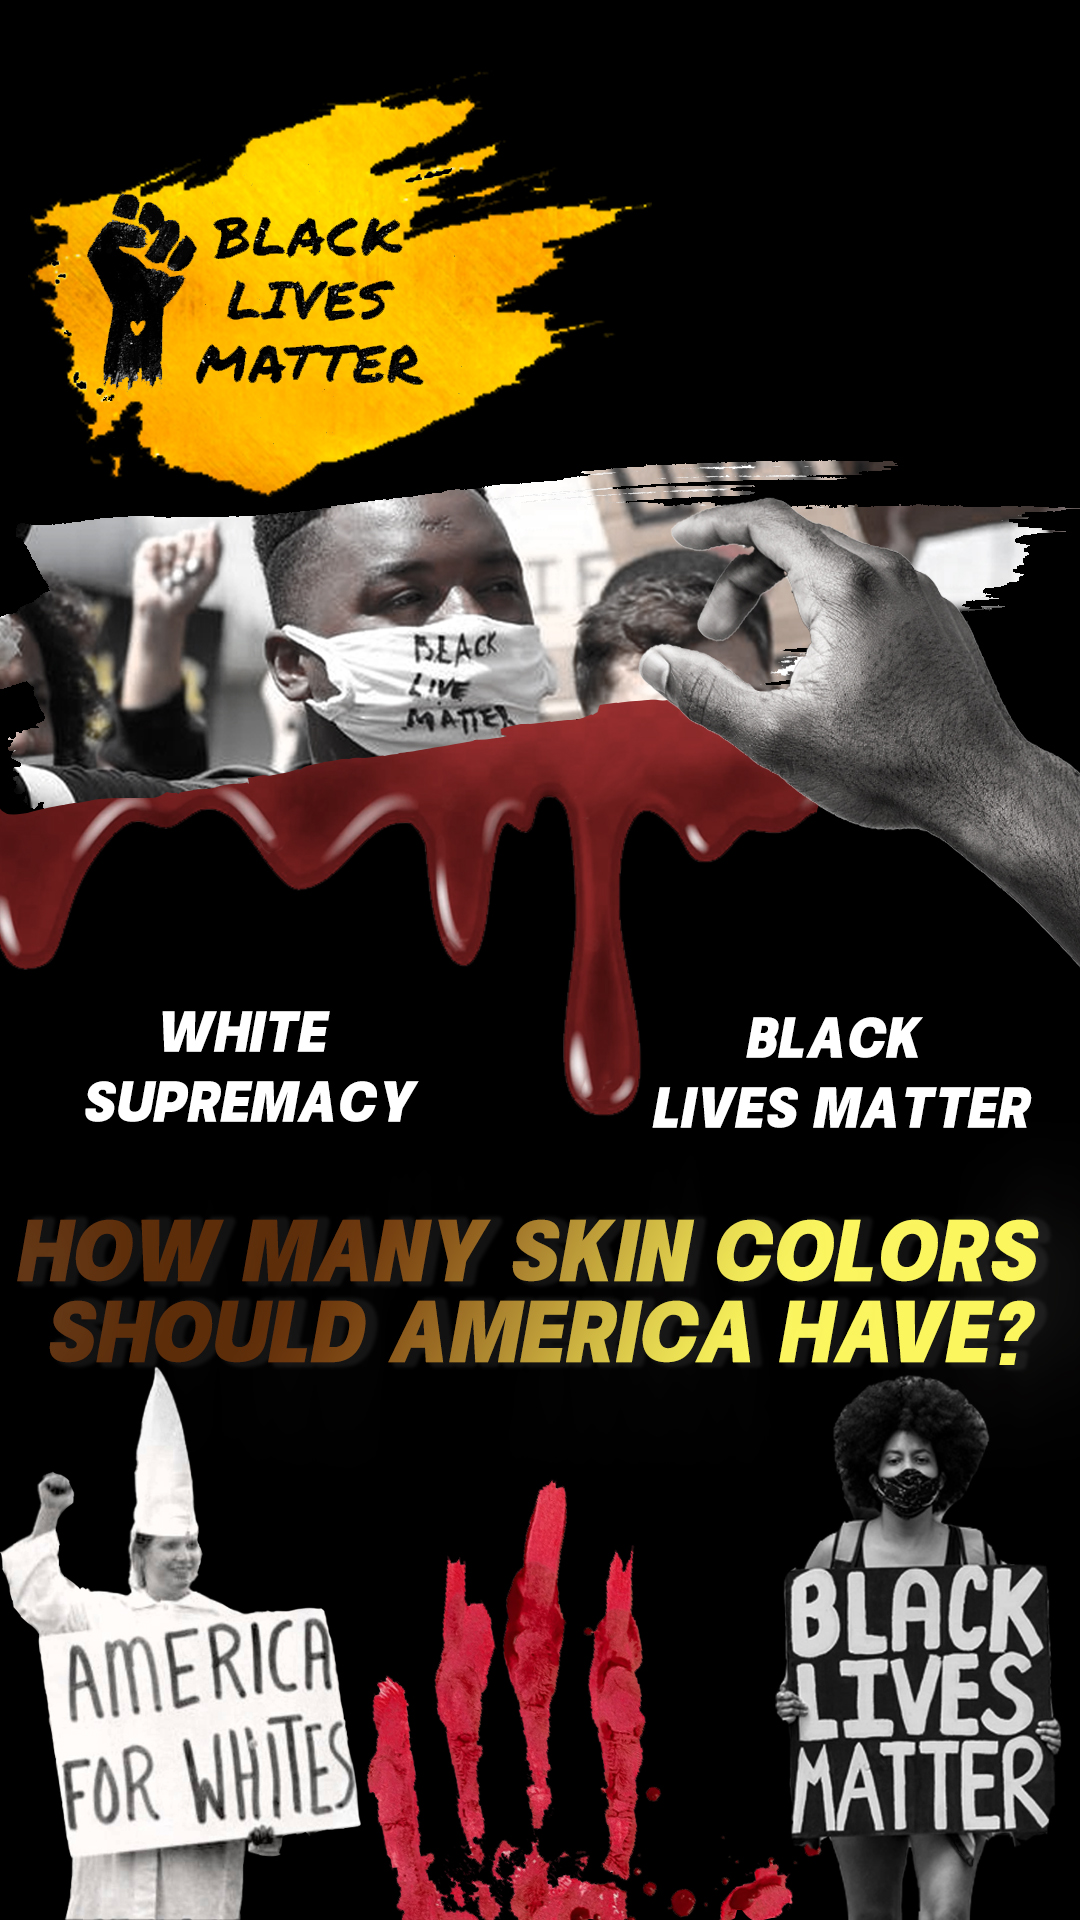 BLACK
LIVES
MATTER
BLACK
LIVE
MATTER
WHITE
SUPREMACY
BLACK
LIVES MATTER
HOW MANY SKIN COLORS
SHOULD AMERICA HAVE?
AMERICA
FOR WHITES
BLACK
LIVES
MATTER